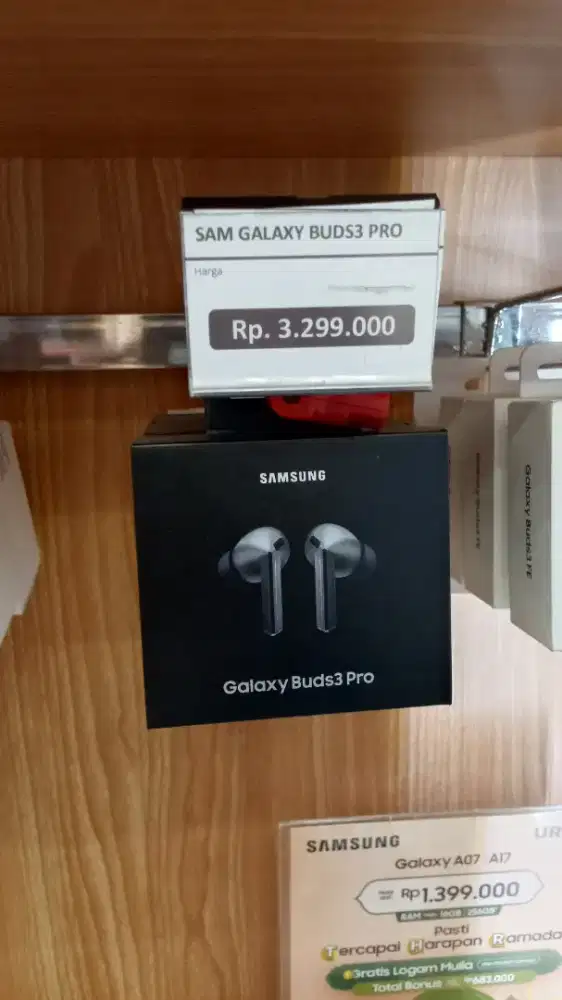 SAM GALAXY BUDS3 PRO
Harga
Rp. 3.299.000
SAMSUNG
Galaxy Buds3 Pro
Galaxy Buds3 FE
SAMSUNG
UR
Galaxy A07 A17
Rp1.399.000
Pasti
Tercapai Harapan Ramada
Gratis Logam Mulia
Total Bonus